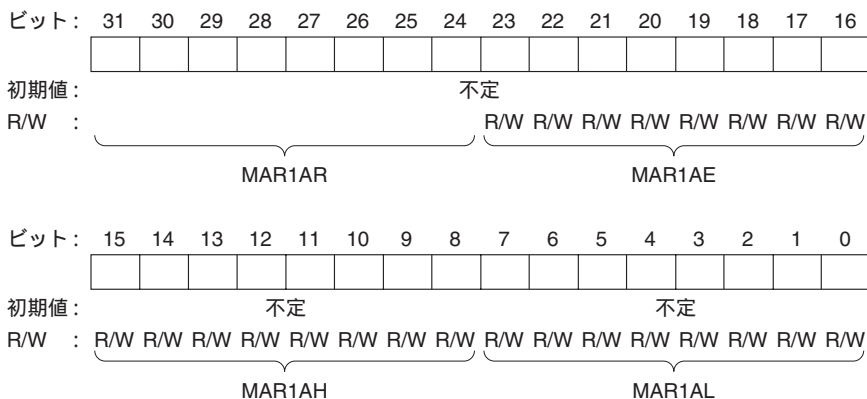 ビット : 31 30 29 28 27 26 25 24 23 22 21 20 19 18 17 16
初期値 : 不定
R/W : R/W R/W R/W R/W R/W R/W R/W R/W
MAR1AR MAR1AE
ビット : 15 14 13 12 11 10 9 8 7 6 5 4 3 2 1 0
初期値 : 不定 不定
R/W : R/W R/W R/W R/W R/W R/W R/W R/W R/W R/W R/W R/W R/W R/W R/W R/W
MAR1AH MAR1AL